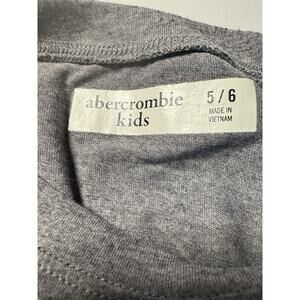 abercrombie
kids
5/6
MADE IN
VIETNAM